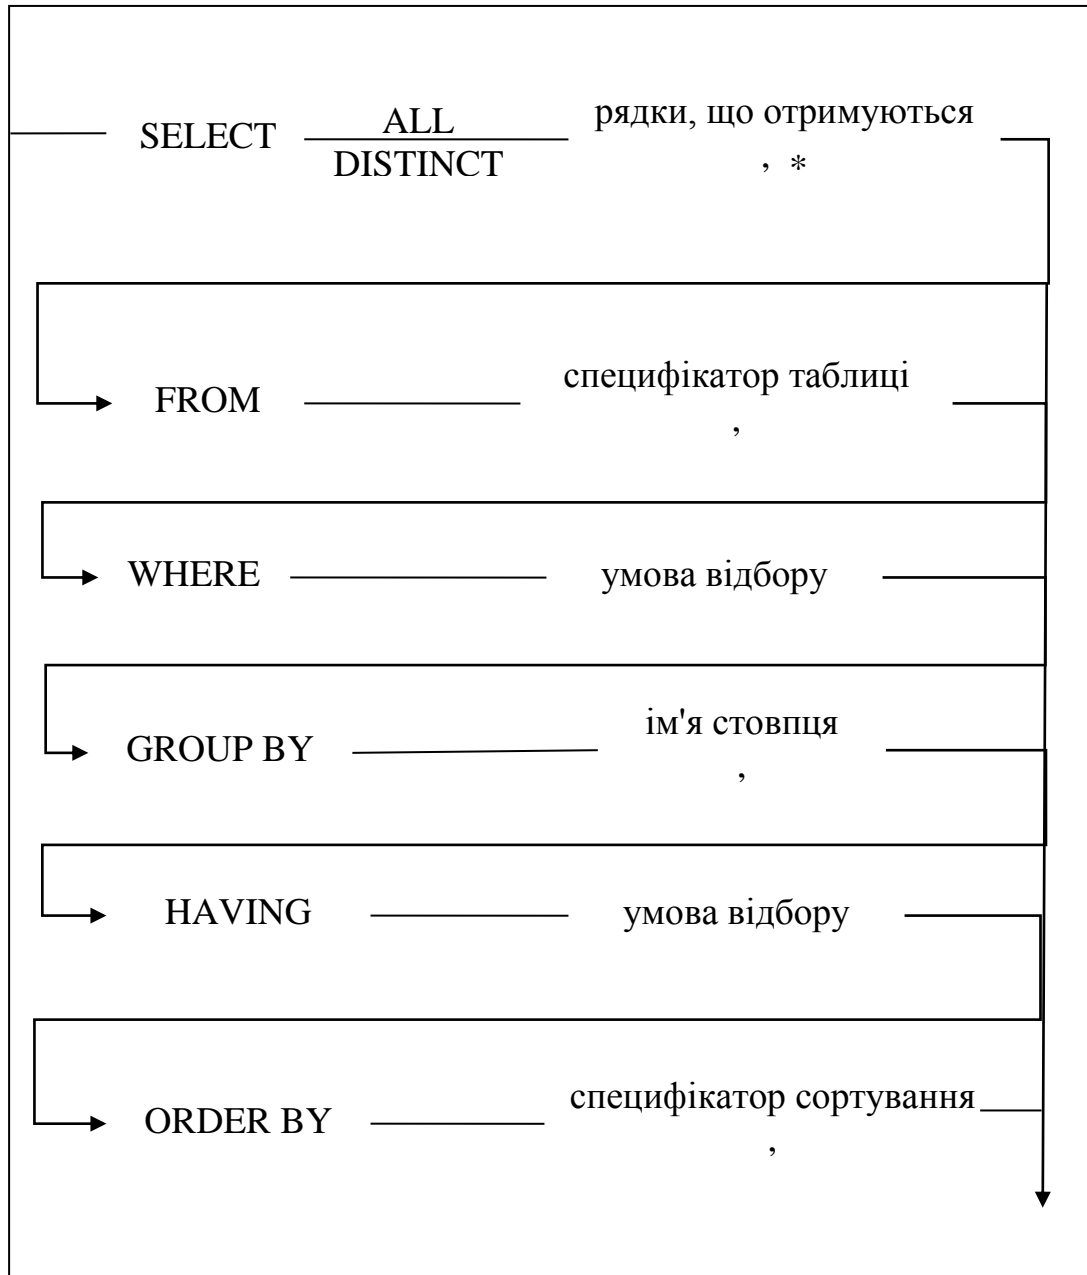 SELECT ALL рядки, що отримуються
DISTINCT , *
FROM специфікатор таблиці
,
WHERE умова відбору
GROUP BY ім'я стовпця
,
HAVING умова відбору
ORDER BY специфікатор сортування
,